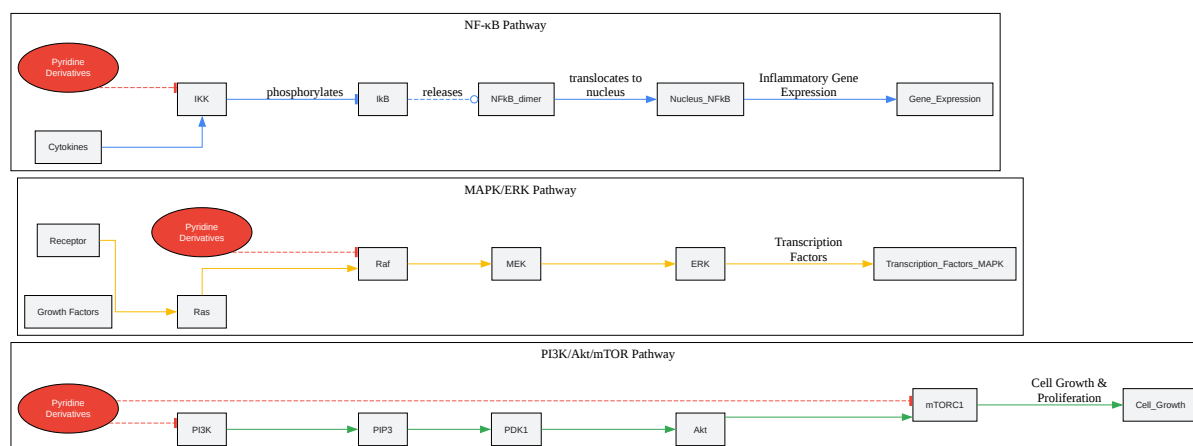 NF-κB Pathway
Pyridine
Derivatives
IKK
phosphorylates
IkB
releases
NFkB_dimer
translocates to
nucleus
Nucleus_NFkB
Inflammatory Gene
Expression
Gene_Expression
Cytokines
MAPK/ERK Pathway
Receptor
Pyridine
Derivatives
Raf
MEK
ERK
Transcription
Factors
Transcription_Factors_MAPK
Growth Factors
Ras
PI3K/Akt/mTOR Pathway
Pyridine
Derivatives
PI3K
PIP3
PDK1
Akt
mTORC1
Cell Growth &
Proliferation
Cell_Growth